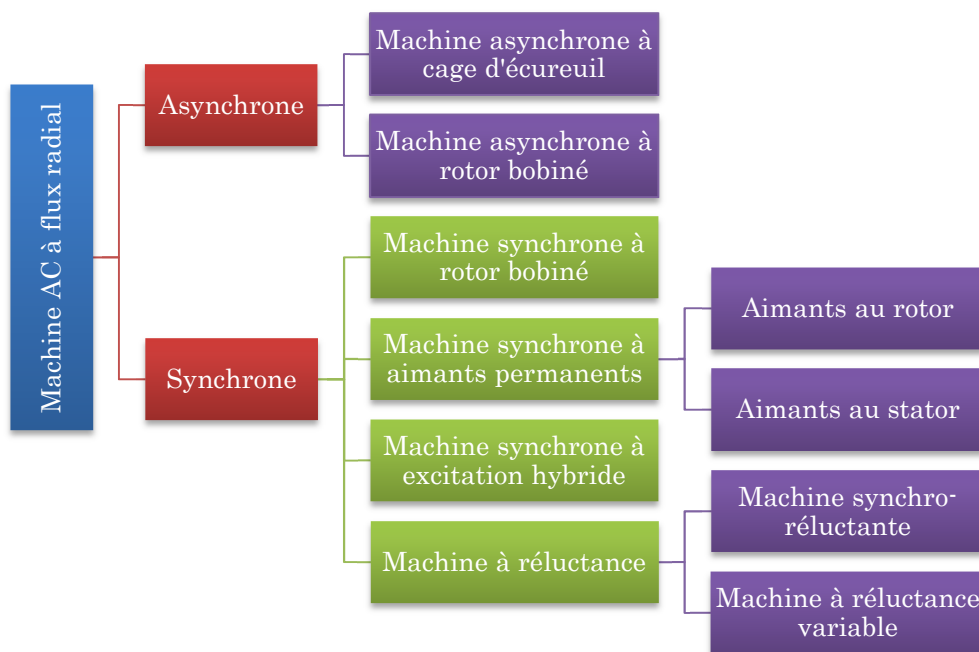 Machine AC à flux radial
Asynchrone
Machine asynchrone à
cage d'écureuil
Machine asynchrone à
rotor bobiné
Synchrone
Machine synchrone à
rotor bobiné
Machine synchrone à
aimants permanents
Aimants au rotor
Aimants au stator
Machine synchrone à
excitation hybride
Machine à réluctance
Machine synchro-
réluctante
Machine à réluctance
variable